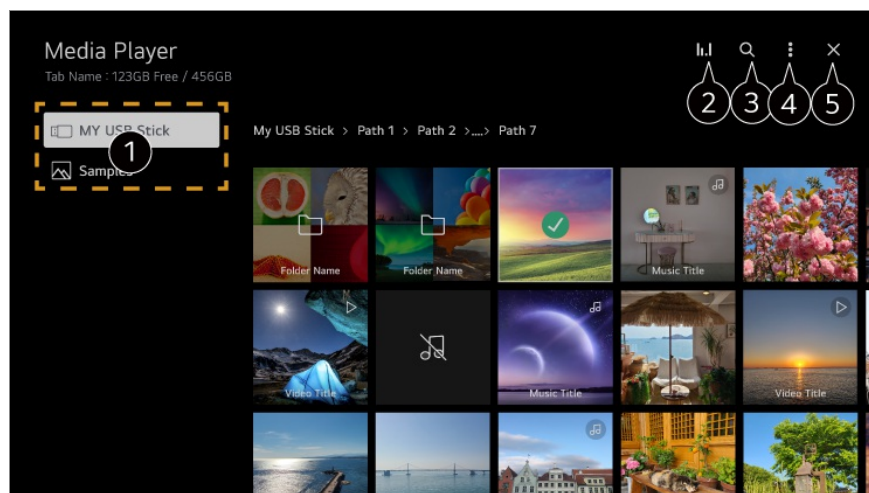 Media Player
Tab Name : 123GB Free / 456GB
2
3
4
5
MY USB Stick
1
Samples
My USB Stick > Path 1 > Path 2 >....> Path 7
Folder Name
Folder Name
Music Title
Video Title
Music Title
Video Title